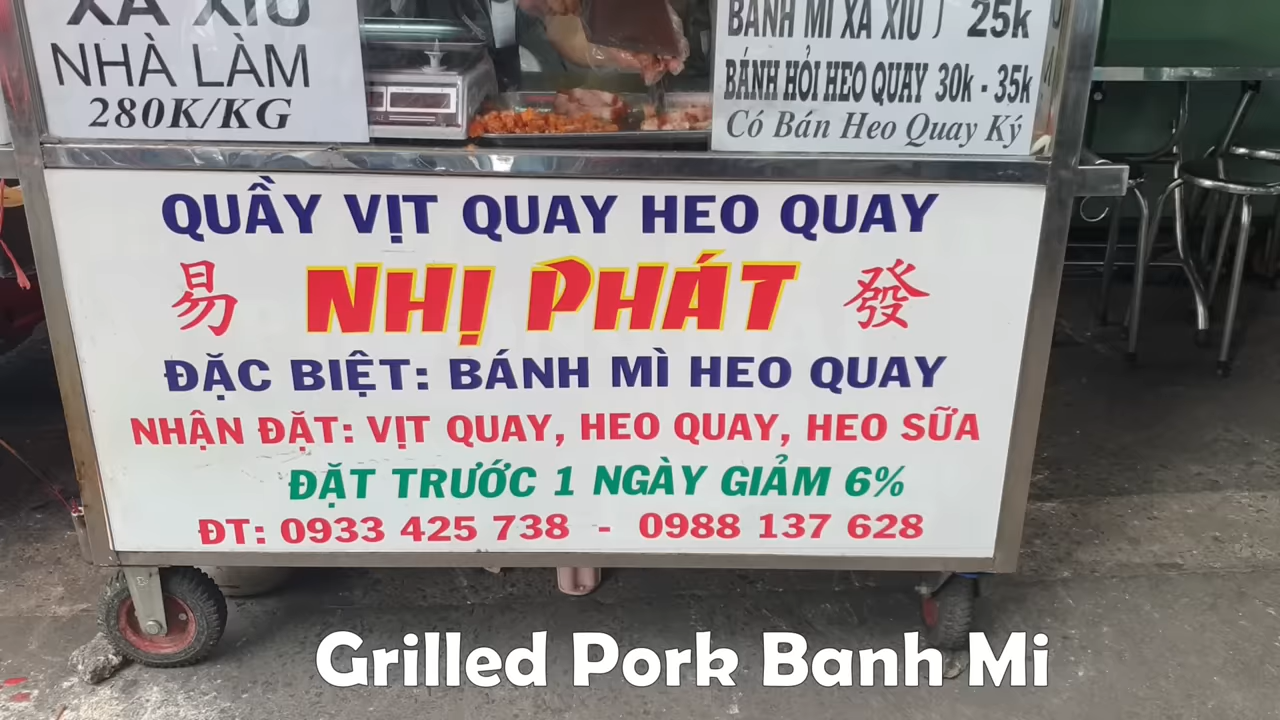 XÁ XÍU
NHÀ LÀM
280K/KG
BÁNH MÌ XÁ XÍU ) 25k
BÁNH HỎI HEO QUAY 30k - 35k
Có Bán Heo Quay Ký
QUẦY VỊT QUAY HEO QUAY
易 NHỊ PHÁT 發
ĐẶC BIỆT: BÁNH MÌ HEO QUAY
NHẬN ĐẶT: VỊT QUAY, HEO QUAY, HEO SỮA
ĐẶT TRƯỚC 1 NGÀY GIẢM 6%
ĐT: 0933 425 738 - 0988 137 628
Grilled Pork Banh Mi